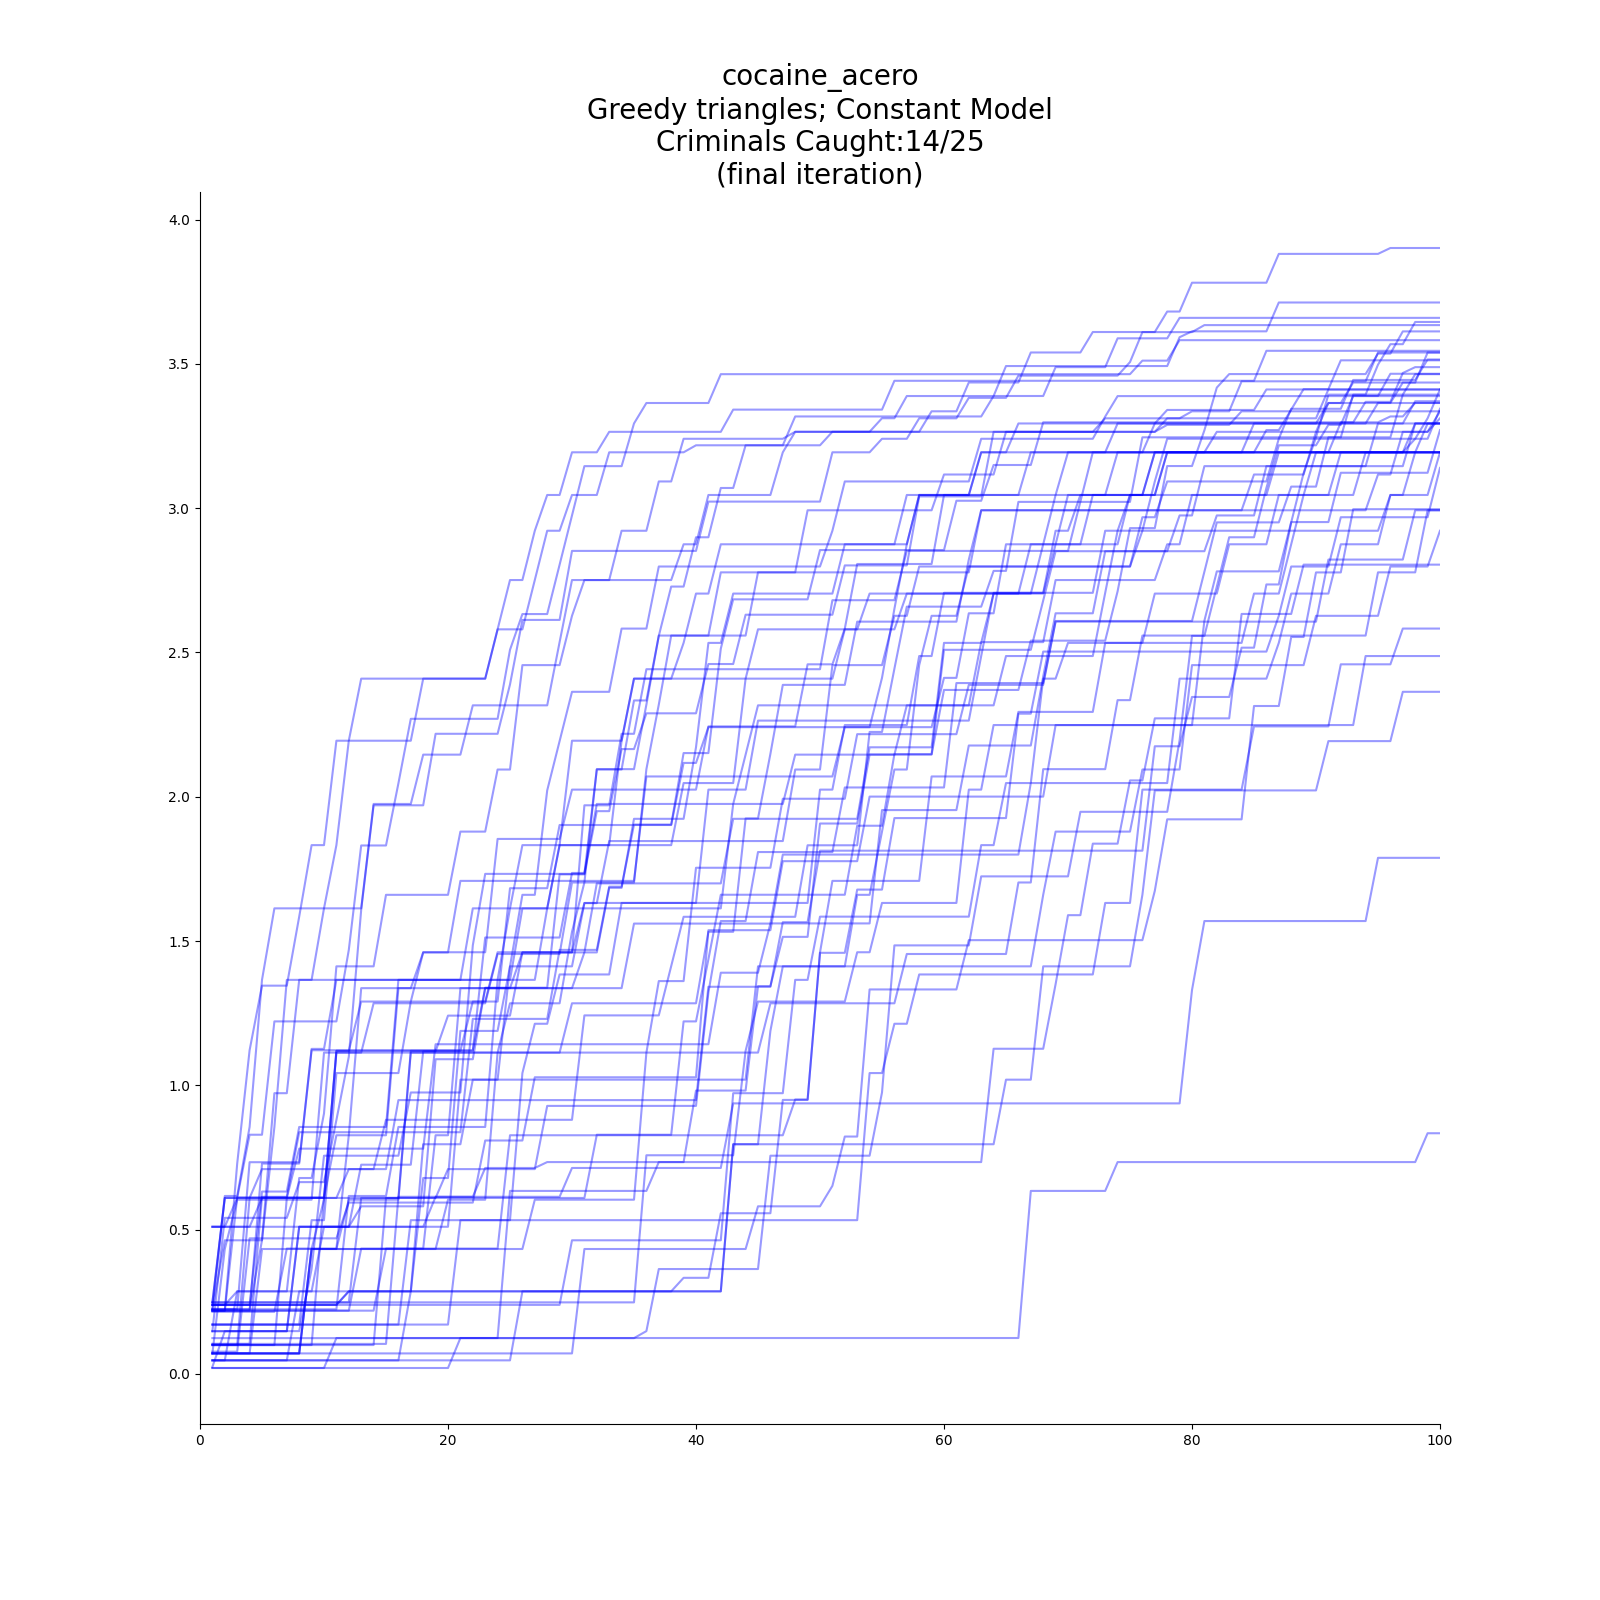 cocaine_acero
Greedy triangles; Constant Model
Criminals Caught:14/25
(final iteration)
4.0
3.5
3.0
2.5
2.0
1.5
1.0
0.5
0.0
0 20 40 60 80 100